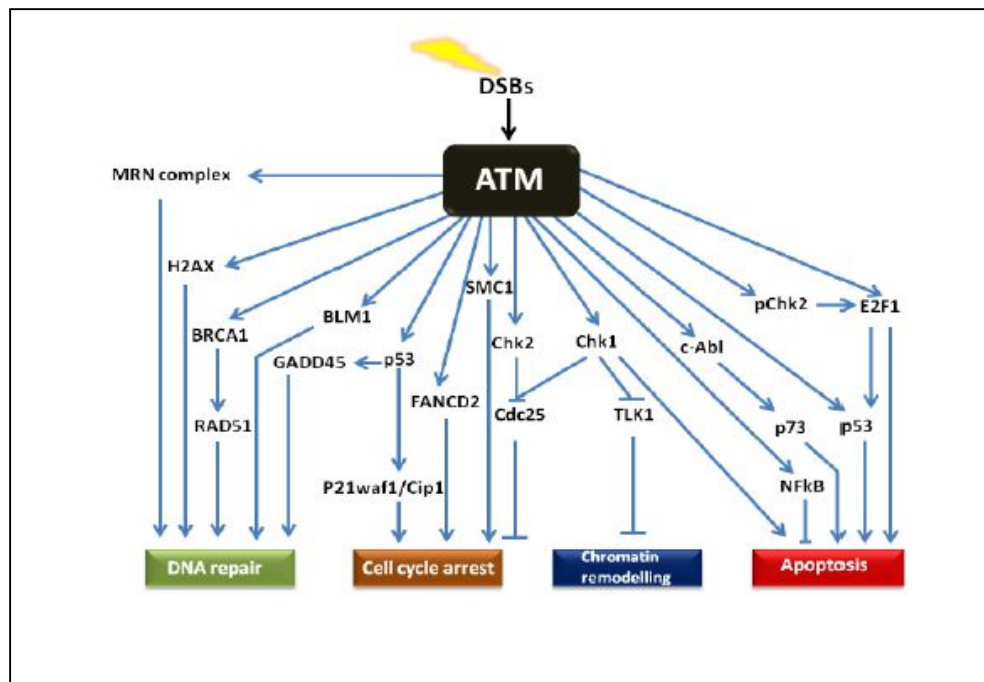 DSBs
ATM
MRN complex
H2AX
SMC1
pChk2
E2F1
BLM1
BRCA1
Chk2
Chk1
c-Abl
GADD45
p53
FANCD2
Cdc25
TLK1
RAD51
p73
p53
P21waf1/Cip1
NFkB
DNA repair
Cell cycle arrest
Chromatin
remodelling
Apoptosis